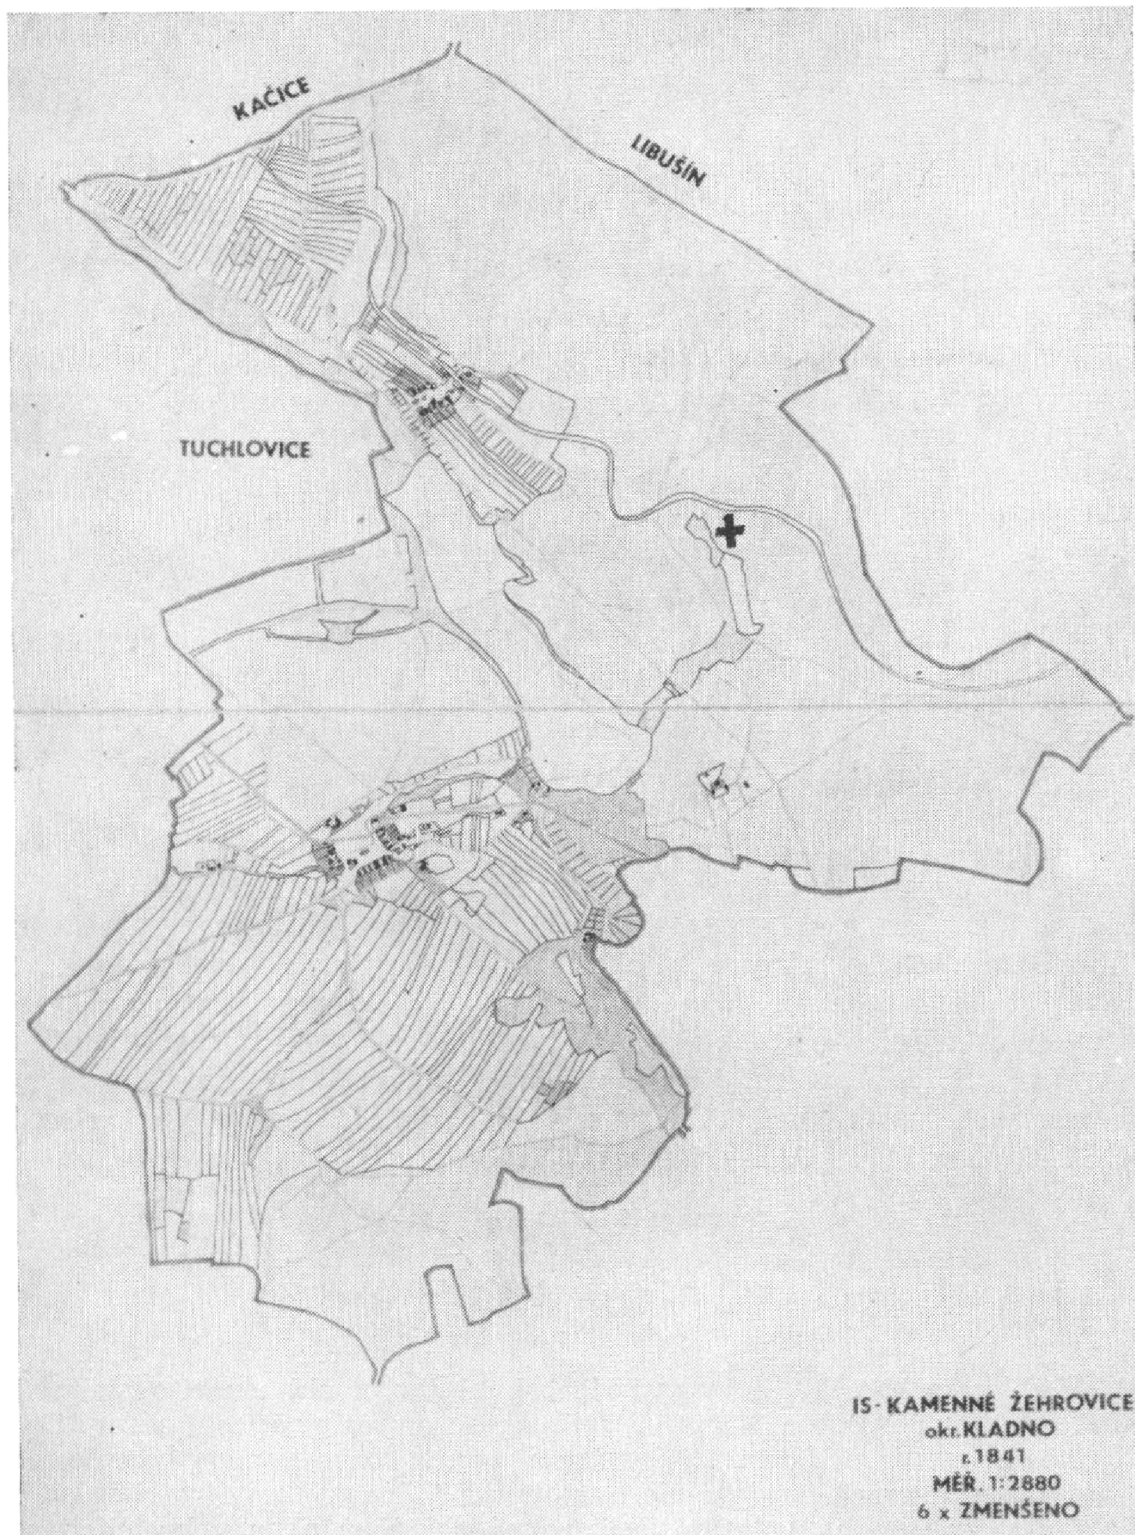 KAČICE
LIBUŠÍN
TUCHLOVICE
IS-KAMENNÉ ŽEHROVICE
okr. KLADNO
r. 1841
MĚŘ. 1:2880
6 x ZMENŠENO